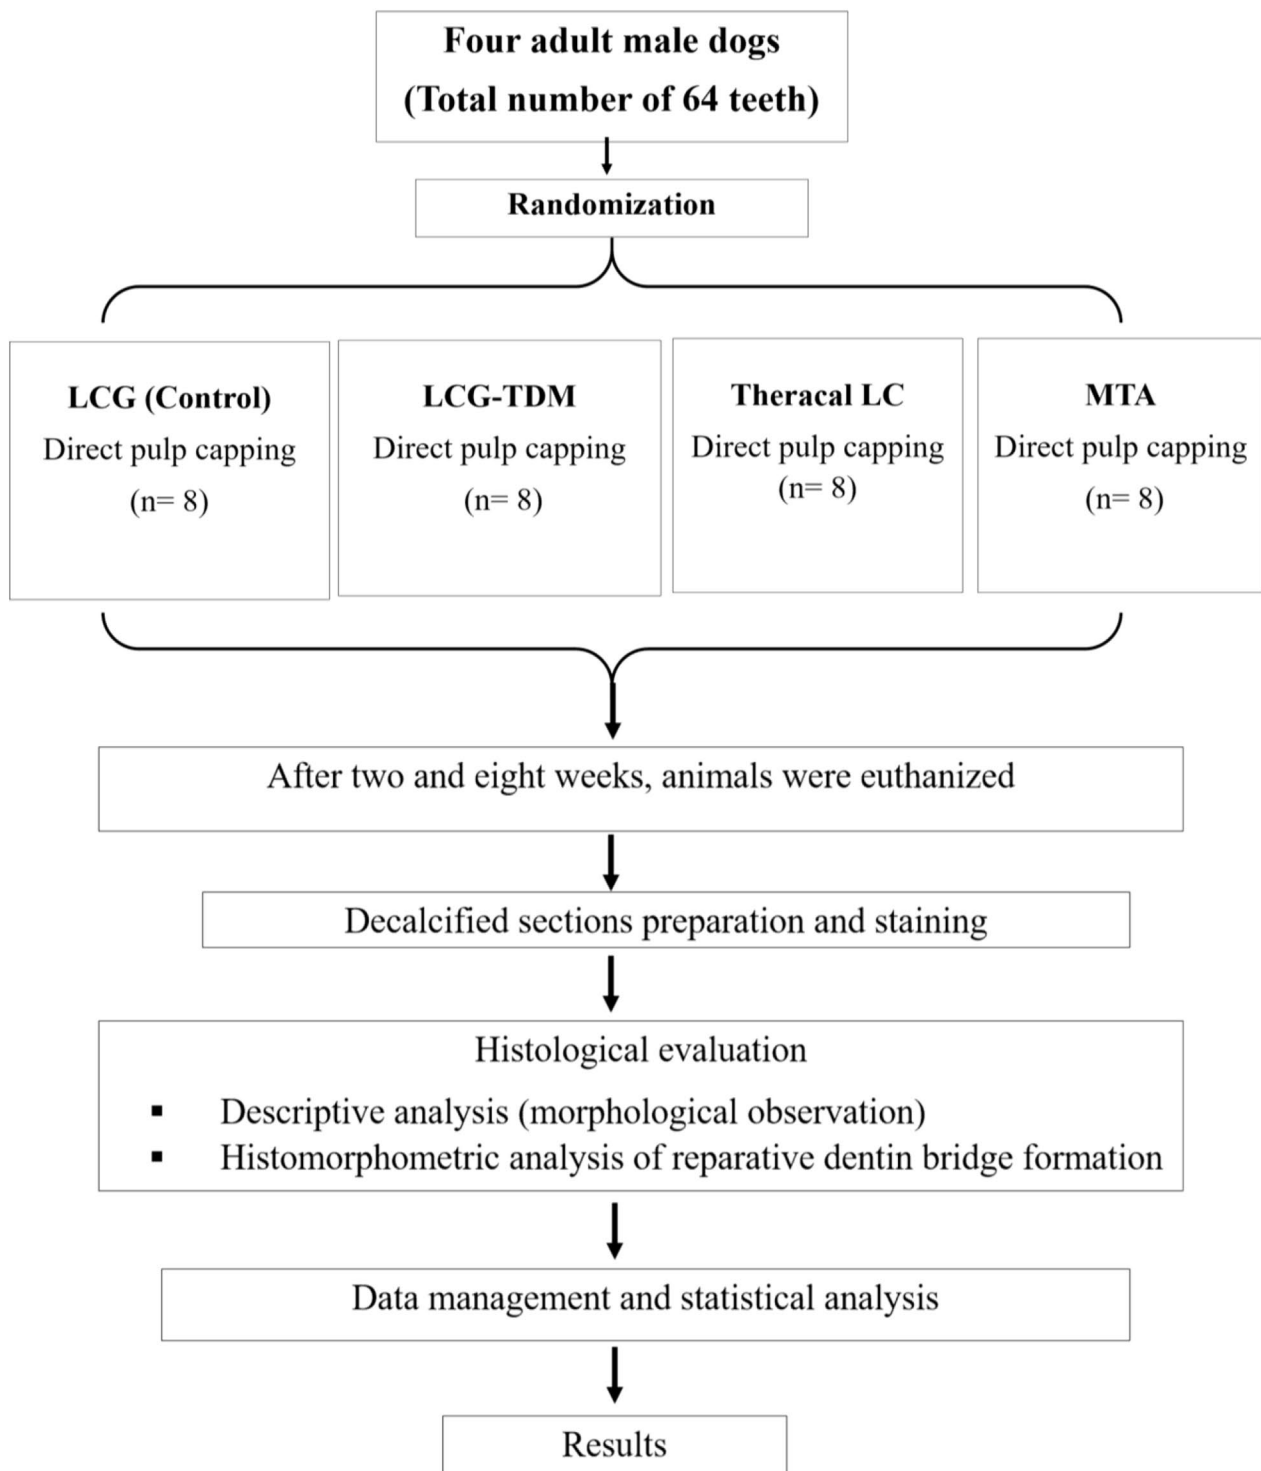 Four adult male dogs
(Total number of 64 teeth)
Randomization
LCG (Control)
Direct pulp capping
(n= 8)
LCG-TDM
Direct pulp capping
(n= 8)
Theracal LC
Direct pulp capping
(n= 8)
MTA
Direct pulp capping
(n= 8)
After two and eight weeks, animals were euthanized
Decalcified sections preparation and staining
Histological evaluation
▪ Descriptive analysis (morphological observation)
▪ Histomorphometric analysis of reparative dentin bridge formation
Data management and statistical analysis
Results